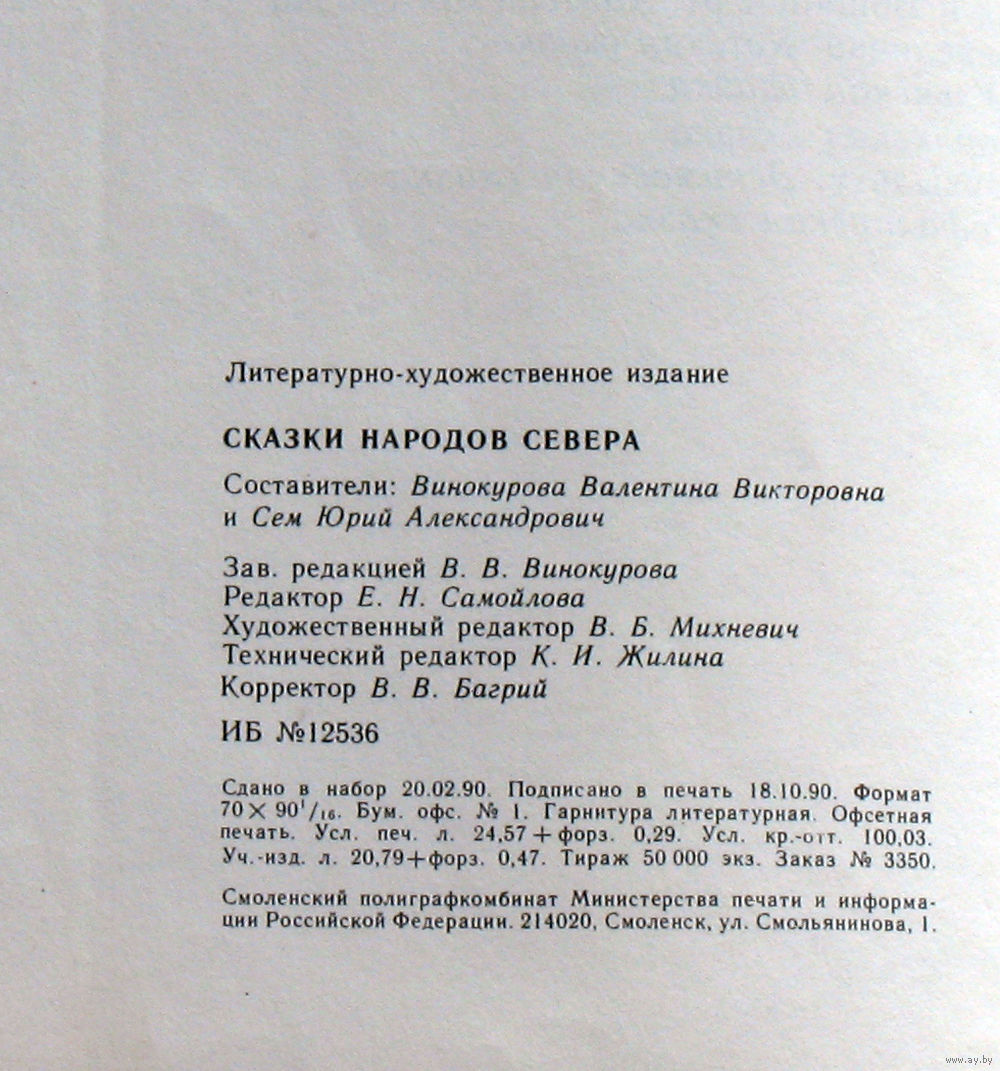 Литературно-художественное издание
СКАЗКИ НАРОДОВ СЕВЕРА
Составители: Винокурова Валентина Викторовна
и Сем Юрий Александрович
Зав. редакцией В. В. Винокурова
Редактор Е. Н. Самойлова
Художественный редактор В. Б. Михневич
Технический редактор К. И. Жилина
Корректор В. В. Багрий
ИБ №12536
Сдано в набор 20.02.90. Подписано в печать 18.10.90. Формат
70×90¹/₁₆. Бум. офс. № 1. Гарнитура литературная. Офсетная
печать. Усл. печ. л. 24,57+форз. 0,29. Усл. кр.-отт. 100,03.
Уч.-изд. л. 20,79+форз. 0,47. Тираж 50 000 экз. Заказ № 3350.
Смоленский полиграфкомбинат Министерства печати и информа-
ции Российской Федерации. 214020, Смоленск, ул. Смольянинова, 1.
www.ay.by